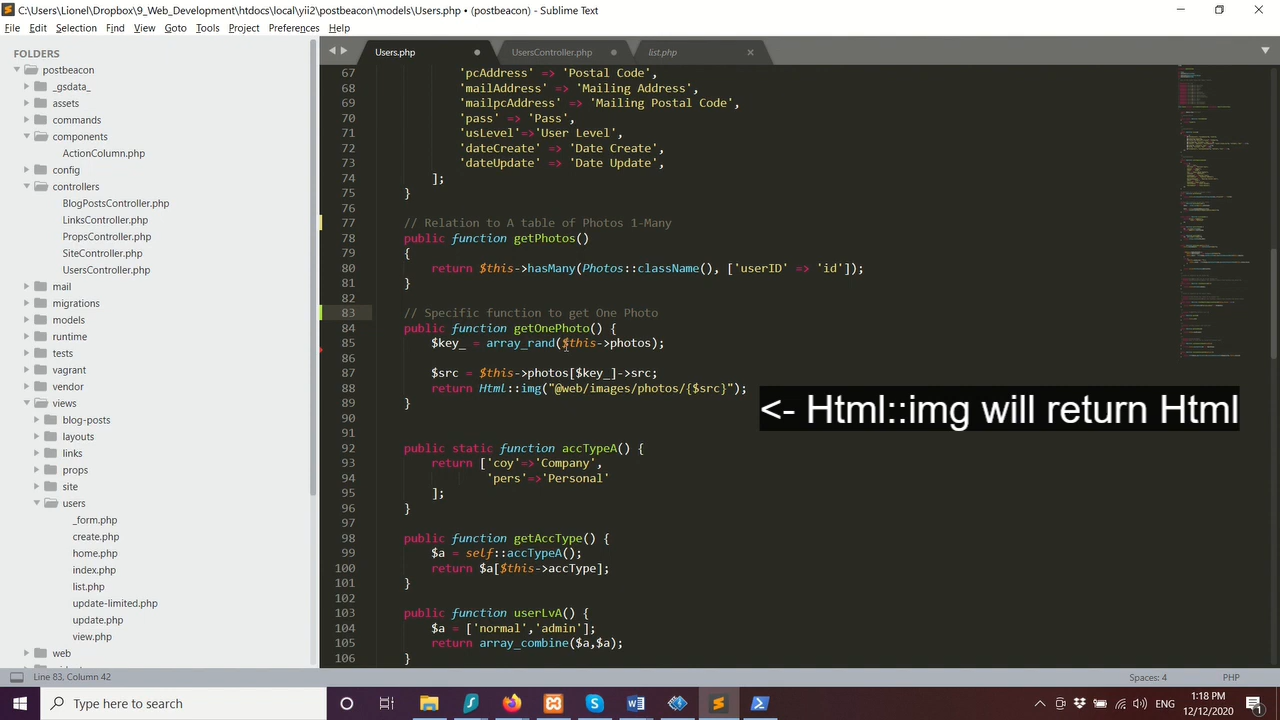 C:\Users\Lionel\Dropbox\9_Web_Development\htdocs\local\yii2\postbeacon\models\Users.php • (postbeacon) - Sublime Text
File Edit Selection Find View Goto Tools Project Preferences Help
FOLDERS
postbeacon
_gsdata_
assets
commands
components
ActionColumn.php
config
controllers
BlogPostsController.php
LinksController.php
PropsController.php
SiteController.php
UsersController.php
mail
migrations
models
runtime
tests
vagrant
vendor
views
blog-posts
layouts
links
props
site
users
_form.php
create.php
home.php
index.php
list.php
update-limited.php
update.php
view.php
web
Users.php UsersController.php list.php
67 'pcAddress' => 'Postal Code',
68 'mailAddress' => 'Mailing Address',
69 'mailpcAddress' => 'Mailing Postal Code',
70 'pass' => 'Pass',
71 'usLevel'=>'User Level',
72 'dateCreate' => 'Date Create',
73 'dateUpdate' => 'Date Update',
74 ];
75 }
76
77 // Relation to A table of Photos 1-Many
78 public function getPhotos()
79 {
80 return $this->hasMany(Photos::className(), ['userID' => 'id']);
81 }
82
83 // Specific function to get One Photo
84 public function getOnePhoto() {
85 $key_ = array_rand($this->photos);
86
87 $src = $this->photos[$key_]->src;
88 return Html::img("@web/images/photos/{$src}");
89 }
90
91
92 public static function accTypeA() {
93 return ['coy'=>'Company',
94 'pers'=>'Personal'
95 ];
96 }
97
98 public function getAccType() {
99 $a = self::accTypeA();
100 return $a[$this->accType];
101 }
102
103 public function userLvA() {
104 $a = ['normal','admin'];
105 return array_combine($a,$a);
106 }
<- Html::img will return Html
Line 83, Column 42 Spaces: 4 PHP
Type here to search
ENG
1:18 PM
12/12/2020